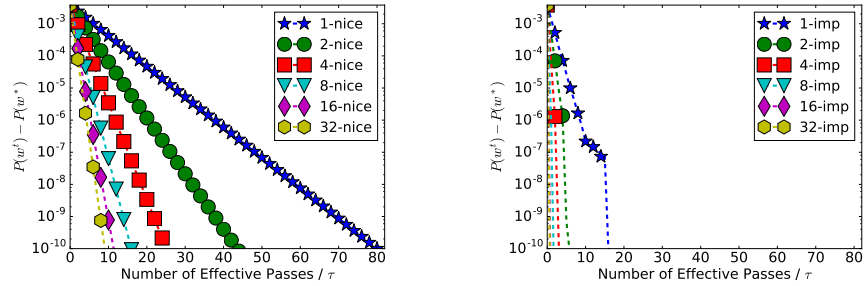 10⁻³
10⁻⁴
10⁻⁵
10⁻⁶
10⁻⁷
10⁻⁸
10⁻⁹
10⁻¹⁰
P(wᵗ) − P(w*)
0 10 20 30 40 50 60 70 80
Number of Effective Passes / τ
1-nice
2-nice
4-nice
8-nice
16-nice
32-nice
10⁻³
10⁻⁴
10⁻⁵
10⁻⁶
10⁻⁷
10⁻⁸
10⁻⁹
10⁻¹⁰
P(wᵗ) − P(w*)
0 10 20 30 40 50 60 70 80
Number of Effective Passes / τ
1-imp
2-imp
4-imp
8-imp
16-imp
32-imp